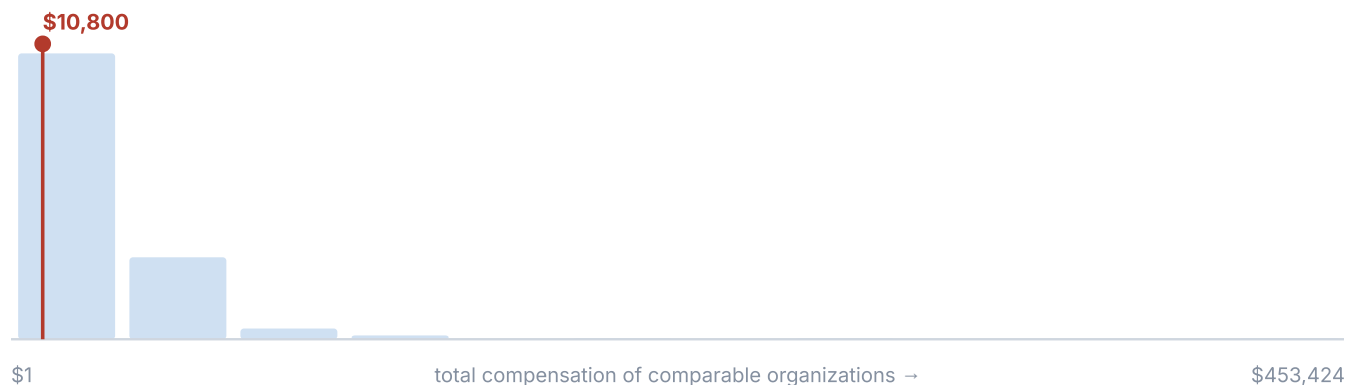 $10,800
$1 total compensation of comparable organizations → $453,424